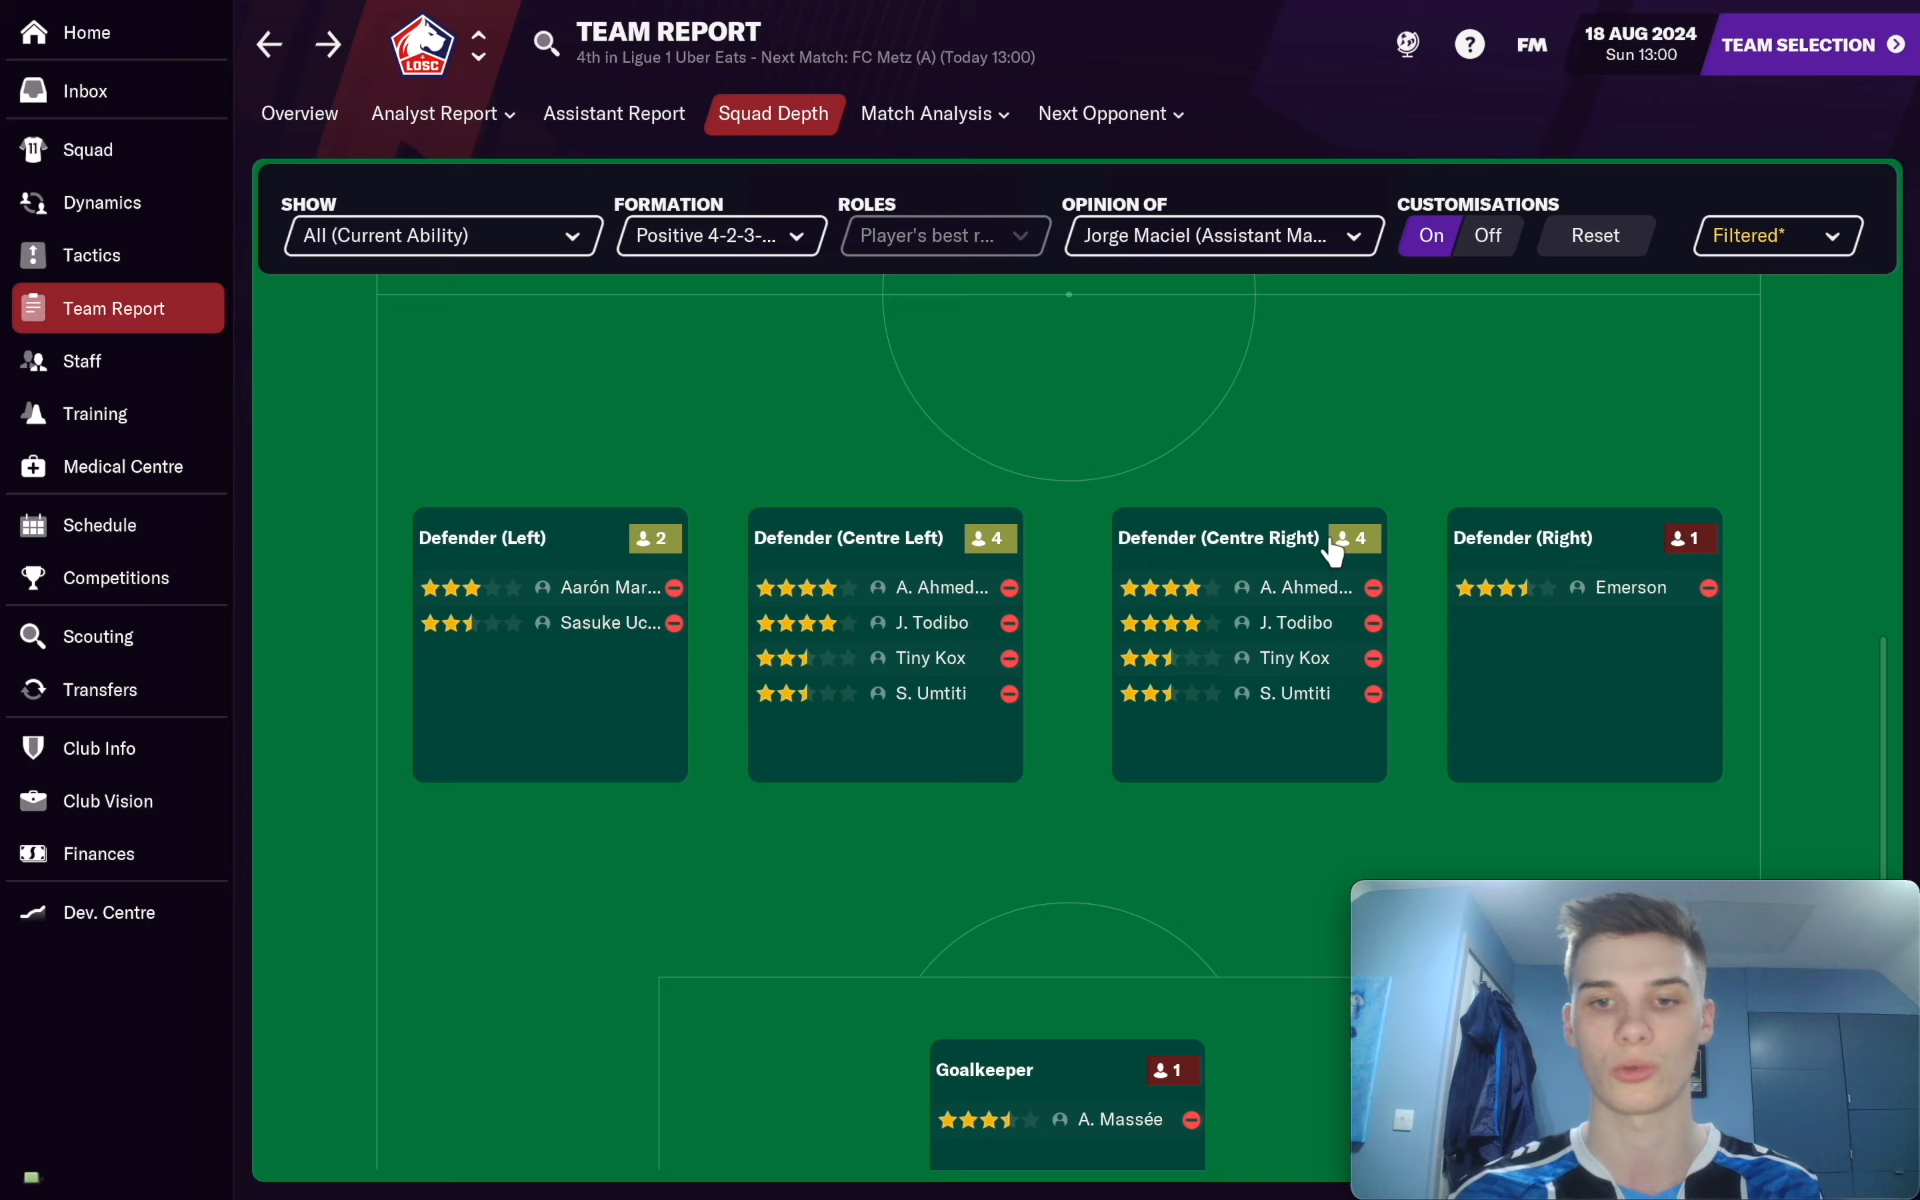 Home
Inbox
Squad
Dynamics
Tactics
Team Report
Staff
Training
Medical Centre
Schedule
Competitions
Scouting
Transfers
Club Info
Club Vision
Finances
Dev. Centre
LOSC
TEAM REPORT
4th in Ligue 1 Uber Eats - Next Match: FC Metz (A) (Today 13:00)
?
FM
18 AUG 2024
Sun 13:00
TEAM SELECTION
Overview
Analyst Report
Assistant Report
Squad Depth
Match Analysis
Next Opponent
SHOW
All (Current Ability)
FORMATION
Positive 4-2-3-...
ROLES
Player's best r...
OPINION OF
Jorge Maciel (Assistant Ma...
CUSTOMISATIONS
On Off
Reset
Filtered*
Defender (Left) 2
Aarón Mar...
Sasuke Uc...
Defender (Centre Left) 4
A. Ahmed...
J. Todibo
Tiny Kox
S. Umtiti
Defender (Centre Right) 4
A. Ahmed...
J. Todibo
Tiny Kox
S. Umtiti
Defender (Right) 1
Emerson
Goalkeeper 1
A. Massée